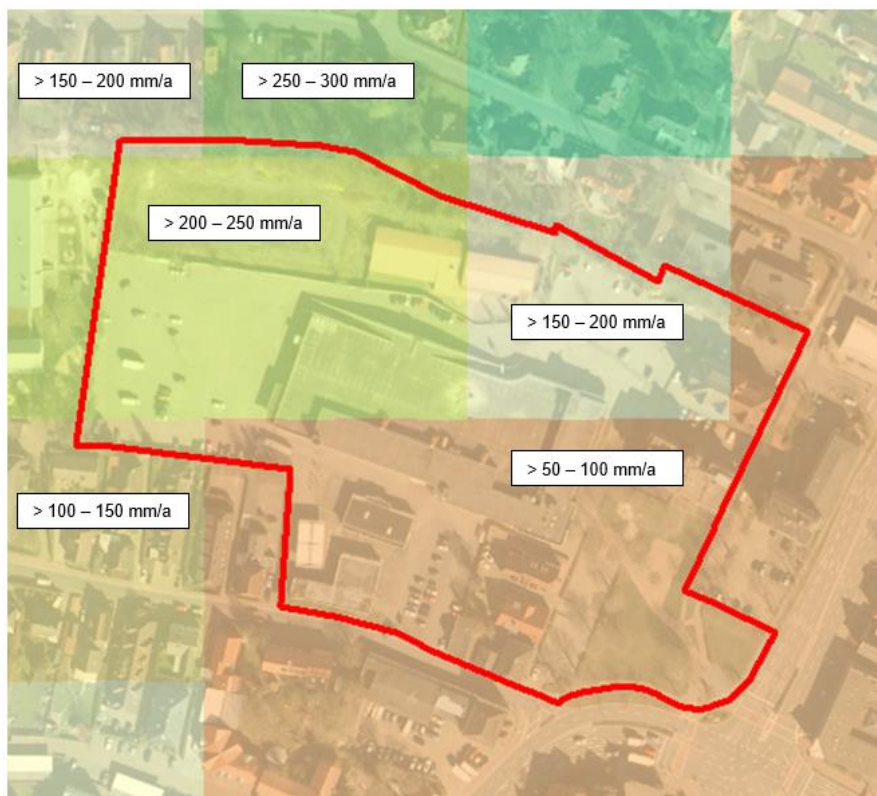 > 150 – 200 mm/a
> 250 – 300 mm/a
> 200 – 250 mm/a
> 150 – 200 mm/a
> 50 – 100 mm/a
> 100 – 150 mm/a